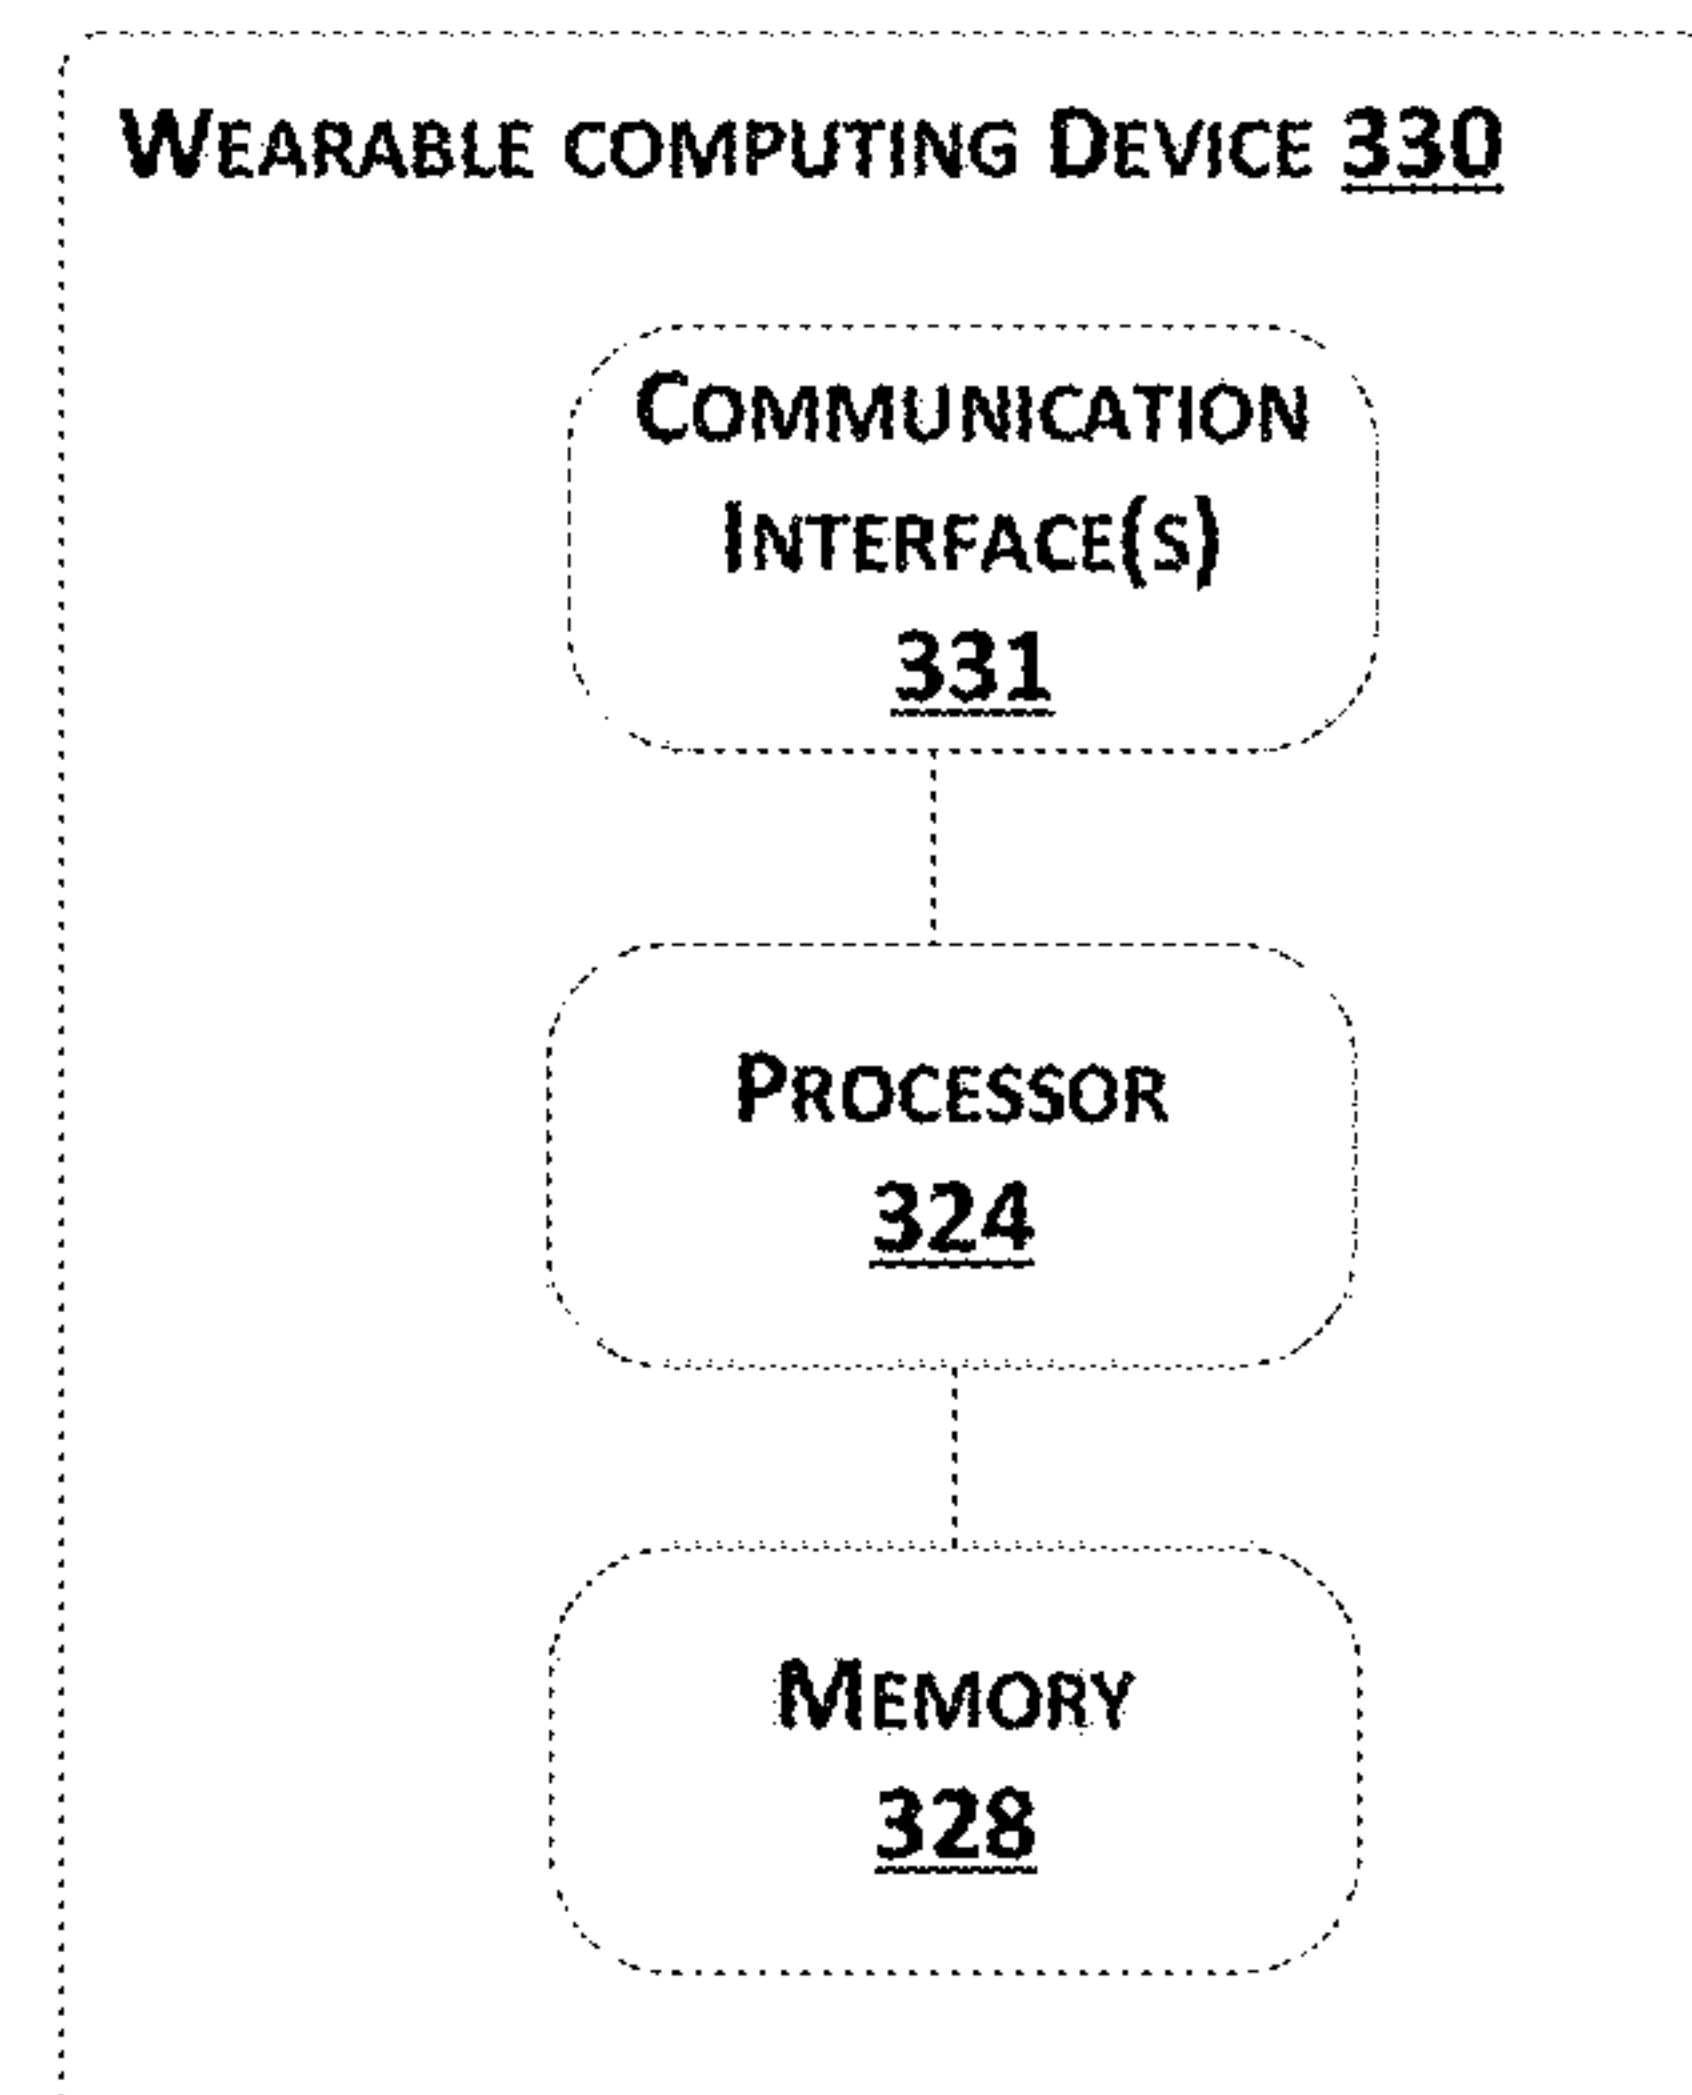 WEARABLE COMPUTING DEVICE 330
COMMUNICATION
INTERFACE(S)
331
PROCESSOR
324
MEMORY
328